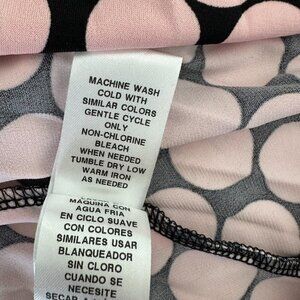 MACHINE WASH
COLD WITH
SIMILAR COLORS
GENTLE CYCLE
ONLY
NON-CHLORINE
BLEACH
WHEN NEEDED
TUMBLE DRY LOW
WARM IRON
AS NEEDED
MAQUINA CON
AQUA FRIA
EN CICLO SUAVE
CON COLORES
SIMILARES USAR
BLANQUEADOR
SIN CLORO
CUANDO SE
NECESITE